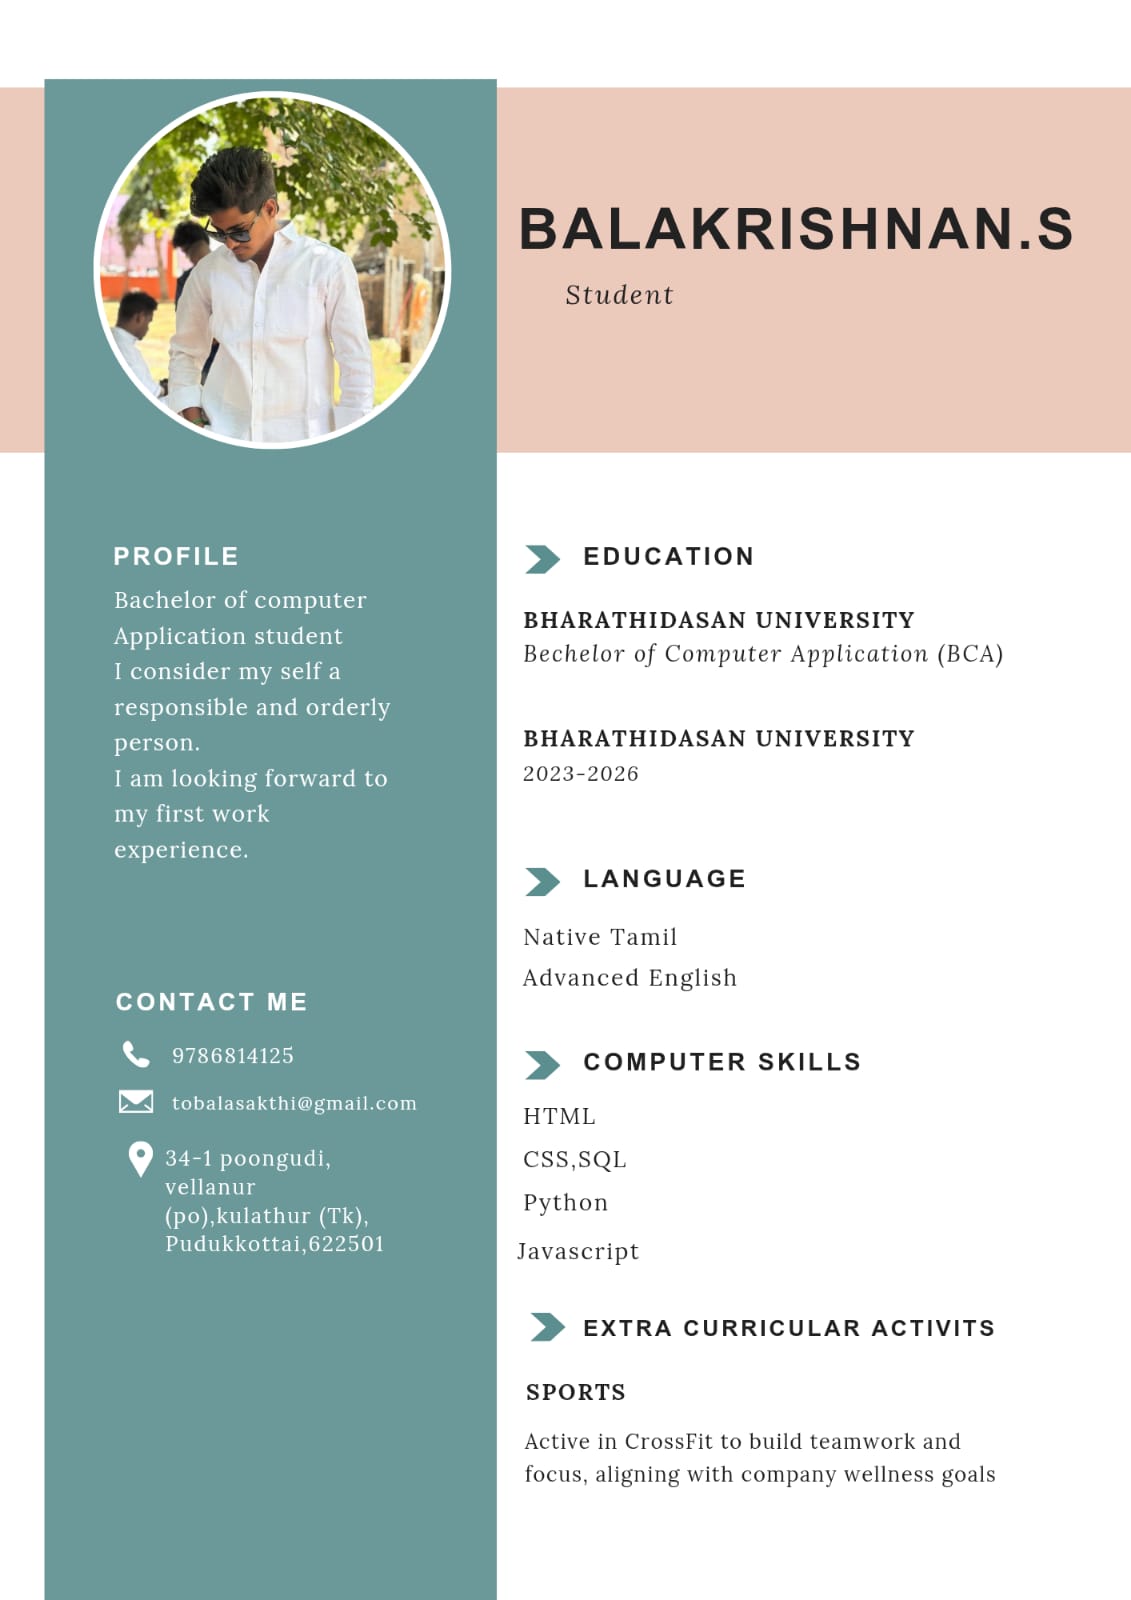 BALAKRISHNAN.S
Student
PROFILE
Bachelor of computer
Application student
I consider my self a
responsible and orderly
person.
I am looking forward to
my first work
experience.
CONTACT ME
9786814125
tobalasakthi@gmail.com
34-1 poongudi,
vellanur
(po),kulathur (Tk),
Pudukkottai,622501
EDUCATION
BHARATHIDASAN UNIVERSITY
Bechelor of Computer Application (BCA)
BHARATHIDASAN UNIVERSITY
2023-2026
LANGUAGE
Native Tamil
Advanced English
COMPUTER SKILLS
HTML
CSS,SQL
Python
Javascript
EXTRA CURRICULAR ACTIVITS
SPORTS
Active in CrossFit to build teamwork and
focus, aligning with company wellness goals